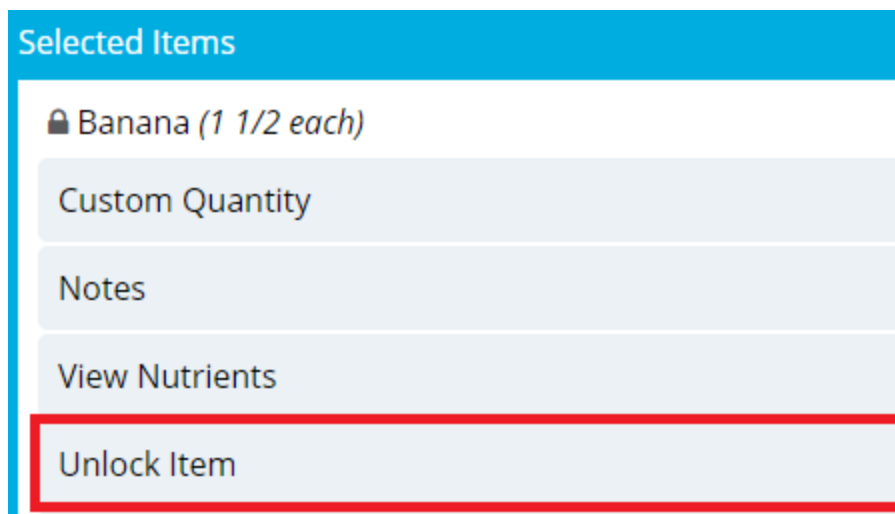 Selected Items
Banana (1 1/2 each)
Custom Quantity
Notes
View Nutrients
Unlock Item